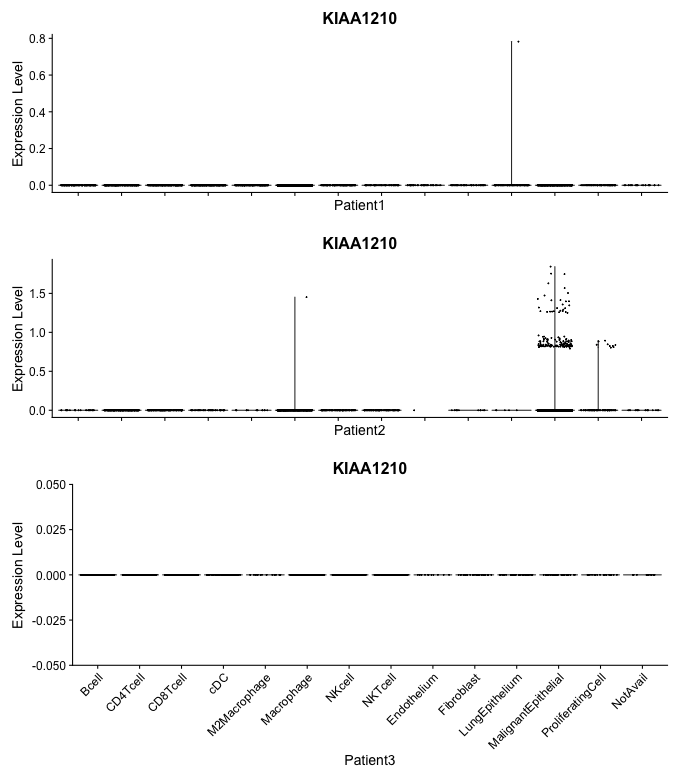 KIAA1210
Expression Level
0.8
0.6
0.4
0.2
0.0
Patient1
KIAA1210
Expression Level
1.5
1.0
0.5
0.0
Patient2
KIAA1210
Expression Level
0.050
0.025
0.000
-0.025
-0.050
Bcell
CD4Tcell
CD8Tcell
cDC
M2Macrophage
Macrophage
NKcell
NKTcell
Endothelium
Fibroblast
LungEpithelium
MalignantEpithelial
ProliferatingCell
NotAvail
Patient3